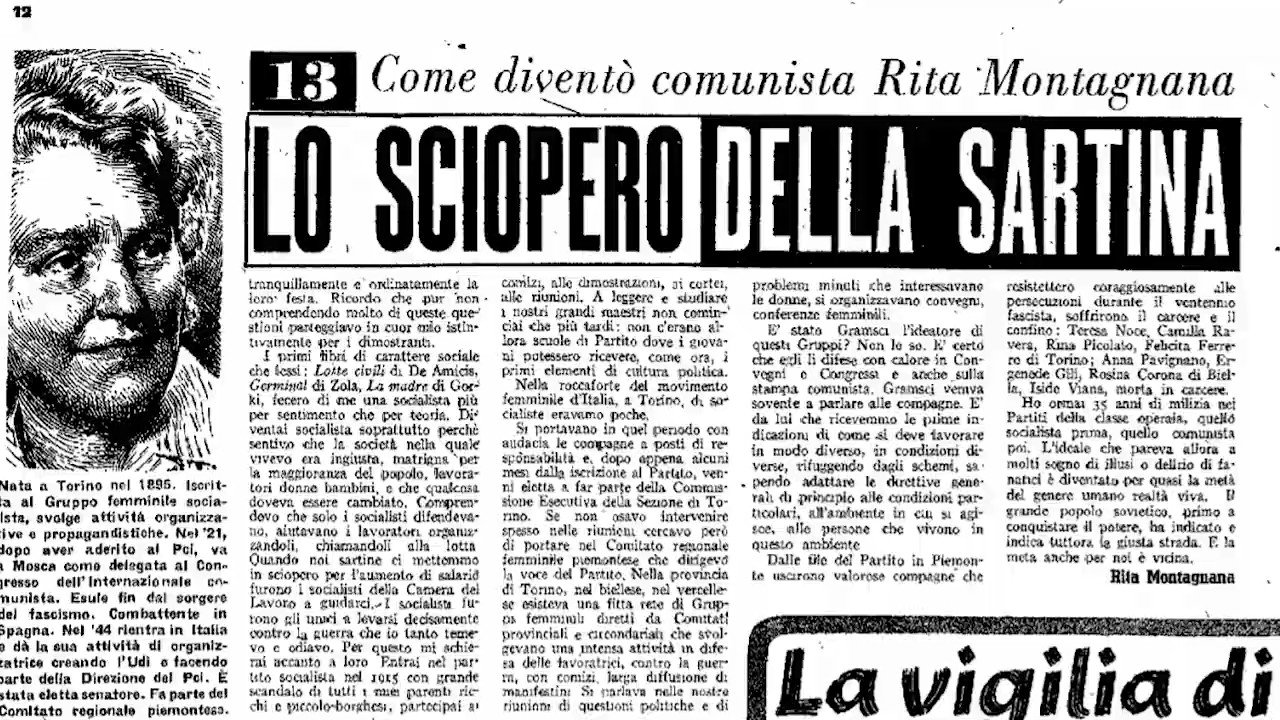 12
13 Come diventò comunista Rita Montagnana
LO SCIOPERO DELLA SARTINA
Nata a Torino nel 1895. Iscrit-
ta al Gruppo femminile socia-
lista, svolge attività organizza-
tive e propagandistiche. Nel '21,
dopo aver aderito al Pci, va
a Mosca come delegata al Con-
gresso dell'Internazionale co-
munista. Esule fin dal sorgere
del fascismo. Combattente in
Spagna. Nel '44 rientra in Italia
e dà la sua attività di organiz-
zatrice creando l'Udi e facendo
parte della Direzione del Pci. È
stata eletta senatore. Fa parte del
Comitato regionale piemontese.
tranquillamente e ordinatamente la
loro festa. Ricordo che pur non
comprendendo molto di queste que-
stioni parteggiavo in cuor mio istin-
tivamente per i dimostranti.
I primi libri di carattere sociale
che lessi: Lotte civili di De Amicis,
Germinal di Zola, La madre di Gor-
ki, fecero di me una socialista più
per sentimento che per teoria. Di-
ventai socialista soprattutto perchè
sentivo che la società nella quale
vivevo era ingiusta, matrigna per
la maggioranza del popolo, lavora-
tori donne bambini, e che qualcosa
doveva essere cambiato. Compren-
devo che solo i socialisti difendeva-
no, aiutavano i lavoratori organiz-
zandoli, chiamandoli alla lotta
Quando noi sartine ci mettemmo
in sciopero per l'aumento di salario
furono i socialisti della Camera del
Lavoro a guidarci. I socialisti fu-
rono gli unici a levarsi decisamente
contro la guerra che io tanto teme-
vo e odiavo. Per questo mi schie-
rai accanto a loro Entrai nel par-
tito socialista nel 1915 con grande
scandalo di tutti i miei parenti ric-
chi e piccolo-borghesi, partecipai ai
comizi, alle dimostrazioni, ai cortei,
alle riunioni. A leggere e studiare
i nostri grandi maestri non comin-
ciai che più tardi: non c'erano al-
lora scuole di Partito dove i giova-
ni potessero ricevere, come ora, i
primi elementi di cultura politica.
Nella roccaforte del movimento
femminile d'Italia, a Torino, di so-
cialiste eravamo poche.
Si portavano in quel periodo con
audacia le compagne a posti di re-
sponsabilità e, dopo appena alcuni
mesi dalla iscrizione al Partito, ven-
ni eletta a far parte della Commis-
sione Esecutiva della Sezione di To-
rino. Se non osavo intervenire
spesso nelle riunioni cercavo però
di portare nel Comitato regionale
femminile piemontese che dirigevo
la voce del Partito. Nella provincia
di Torino, nel biellese, nel vercelle-
se esisteva una fitta rete di Grup-
pi femminili diretti da Comitati
provinciali e circondariali che svol-
gevano una intensa attività in dife-
sa delle lavoratrici, contro la guer-
ra, con comizi, larga diffusione di
manifestini Si parlava nelle nostre
riunioni di questioni politiche e di
problemi minuti che interessavano
le donne, si organizzavano convegni,
conferenze femminili.
E' stato Gramsci l'ideatore di
questi Gruppi? Non lo so. E' certo
che egli li difese con calore in Con-
vegni e Congressi e anche sulla
stampa comunista. Gramsci veniva
sovente a parlare alle compagne. E'
da lui che ricevemmo le prime in-
dicazioni di come si deve lavorare
in modo diverso, in condizioni di-
verse, rifuggendo dagli schemi, sa-
pendo adattare le direttive gene-
rali di principio alle condizioni par-
ticolari, all'ambiente in cui si agi-
sce, alle persone che vivono in
questo ambiente
Dalle file del Partito in Piemon-
te uscirono valorose compagne che
resistettero coraggiosamente alle
persecuzioni durante il ventennio
fascista, soffrirono il carcere e il
confino: Teresa Noce, Camilla Ra-
vera, Rina Picolato, Felicita Ferre-
ro di Torino; Anna Pavignano, Er-
genede Gili, Rosina Corona di Biel-
la, Iside Viana, morta in carcere.
Ho ormai 35 anni di milizia nei
Partiti della classe operaia, quello
socialista prima, quello comunista
poi. L'ideale che pareva allora a
molti sogno di illusi o delirio di fa-
natici è diventato per quasi la metà
del genere umano realtà viva. Il
grande popolo sovietico, primo a
conquistare il potere, ha indicato e
indica tuttora la giusta strada. E la
meta anche per noi è vicina.
Rita Montagnana
La vigilia di